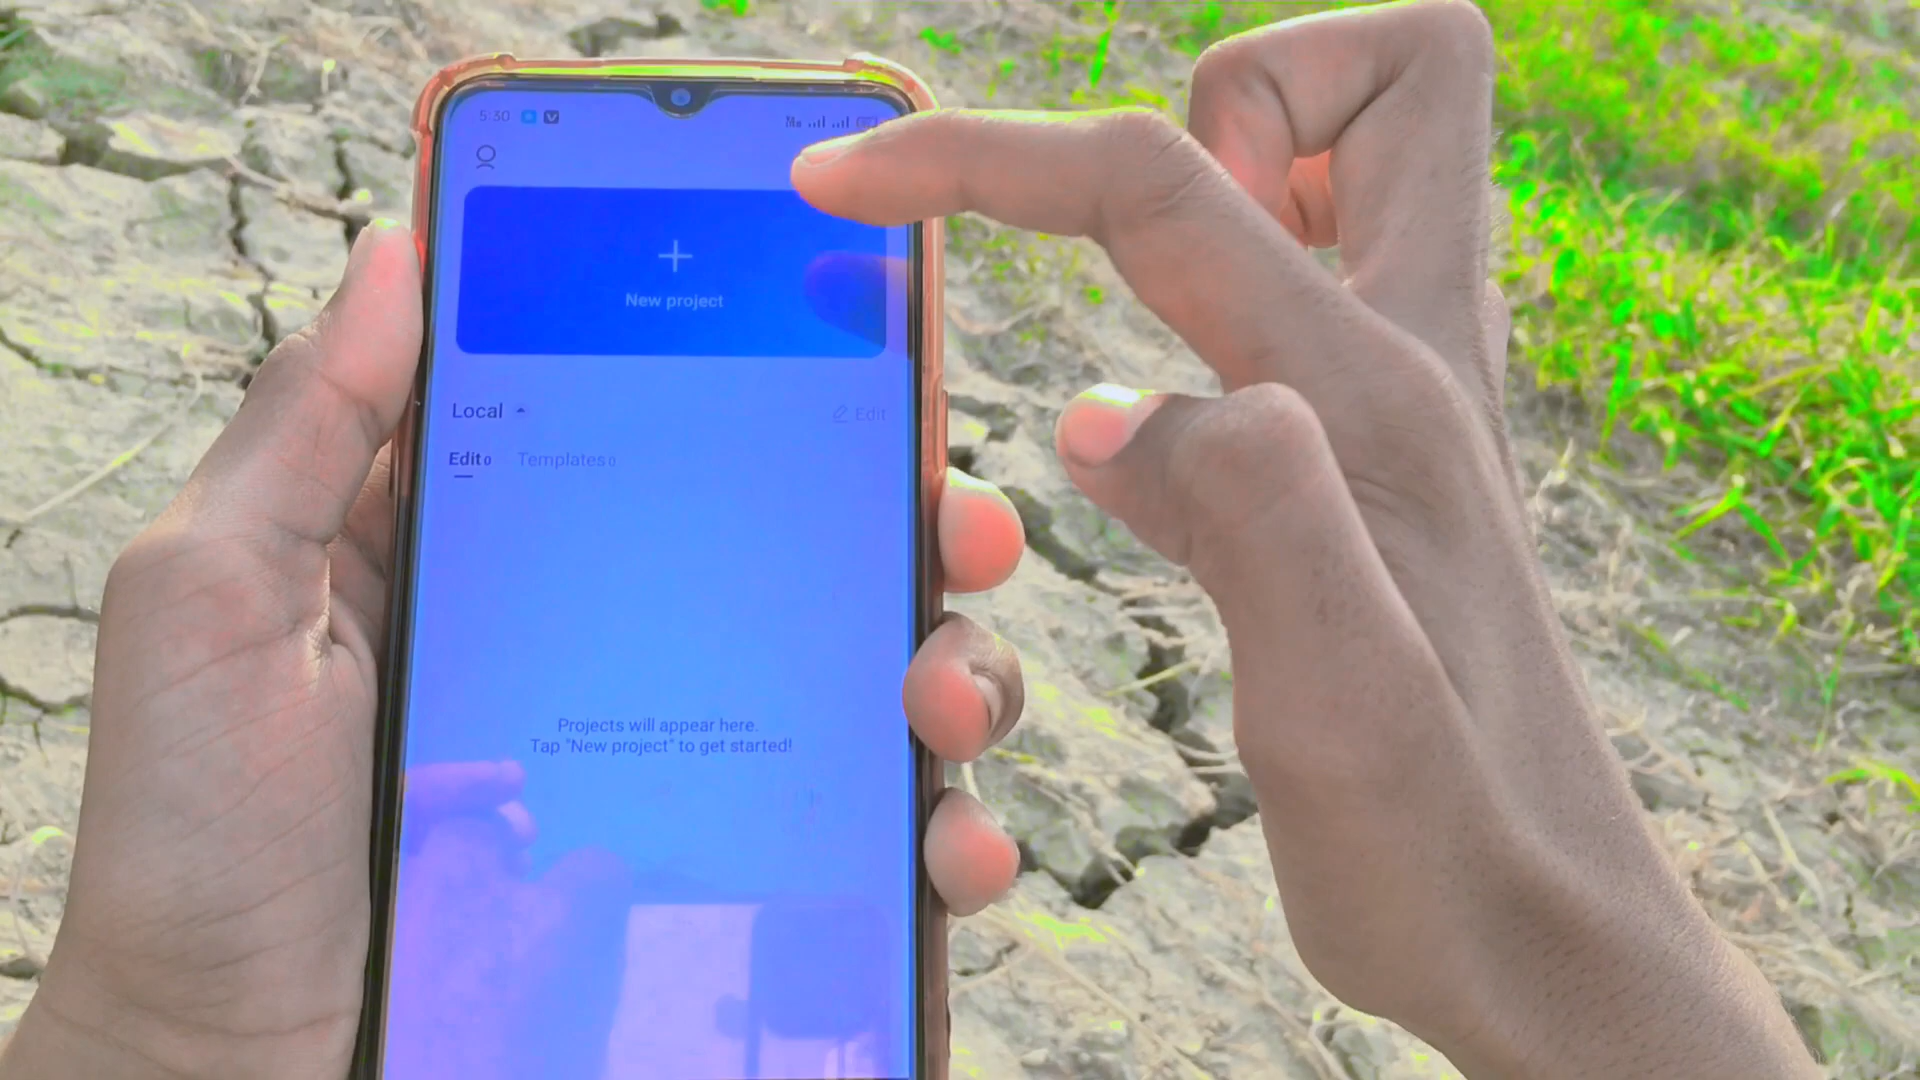 5:30
New project
Local
Edit
Edit 0 Templates 0
Projects will appear here.
Tap "New project" to get started!